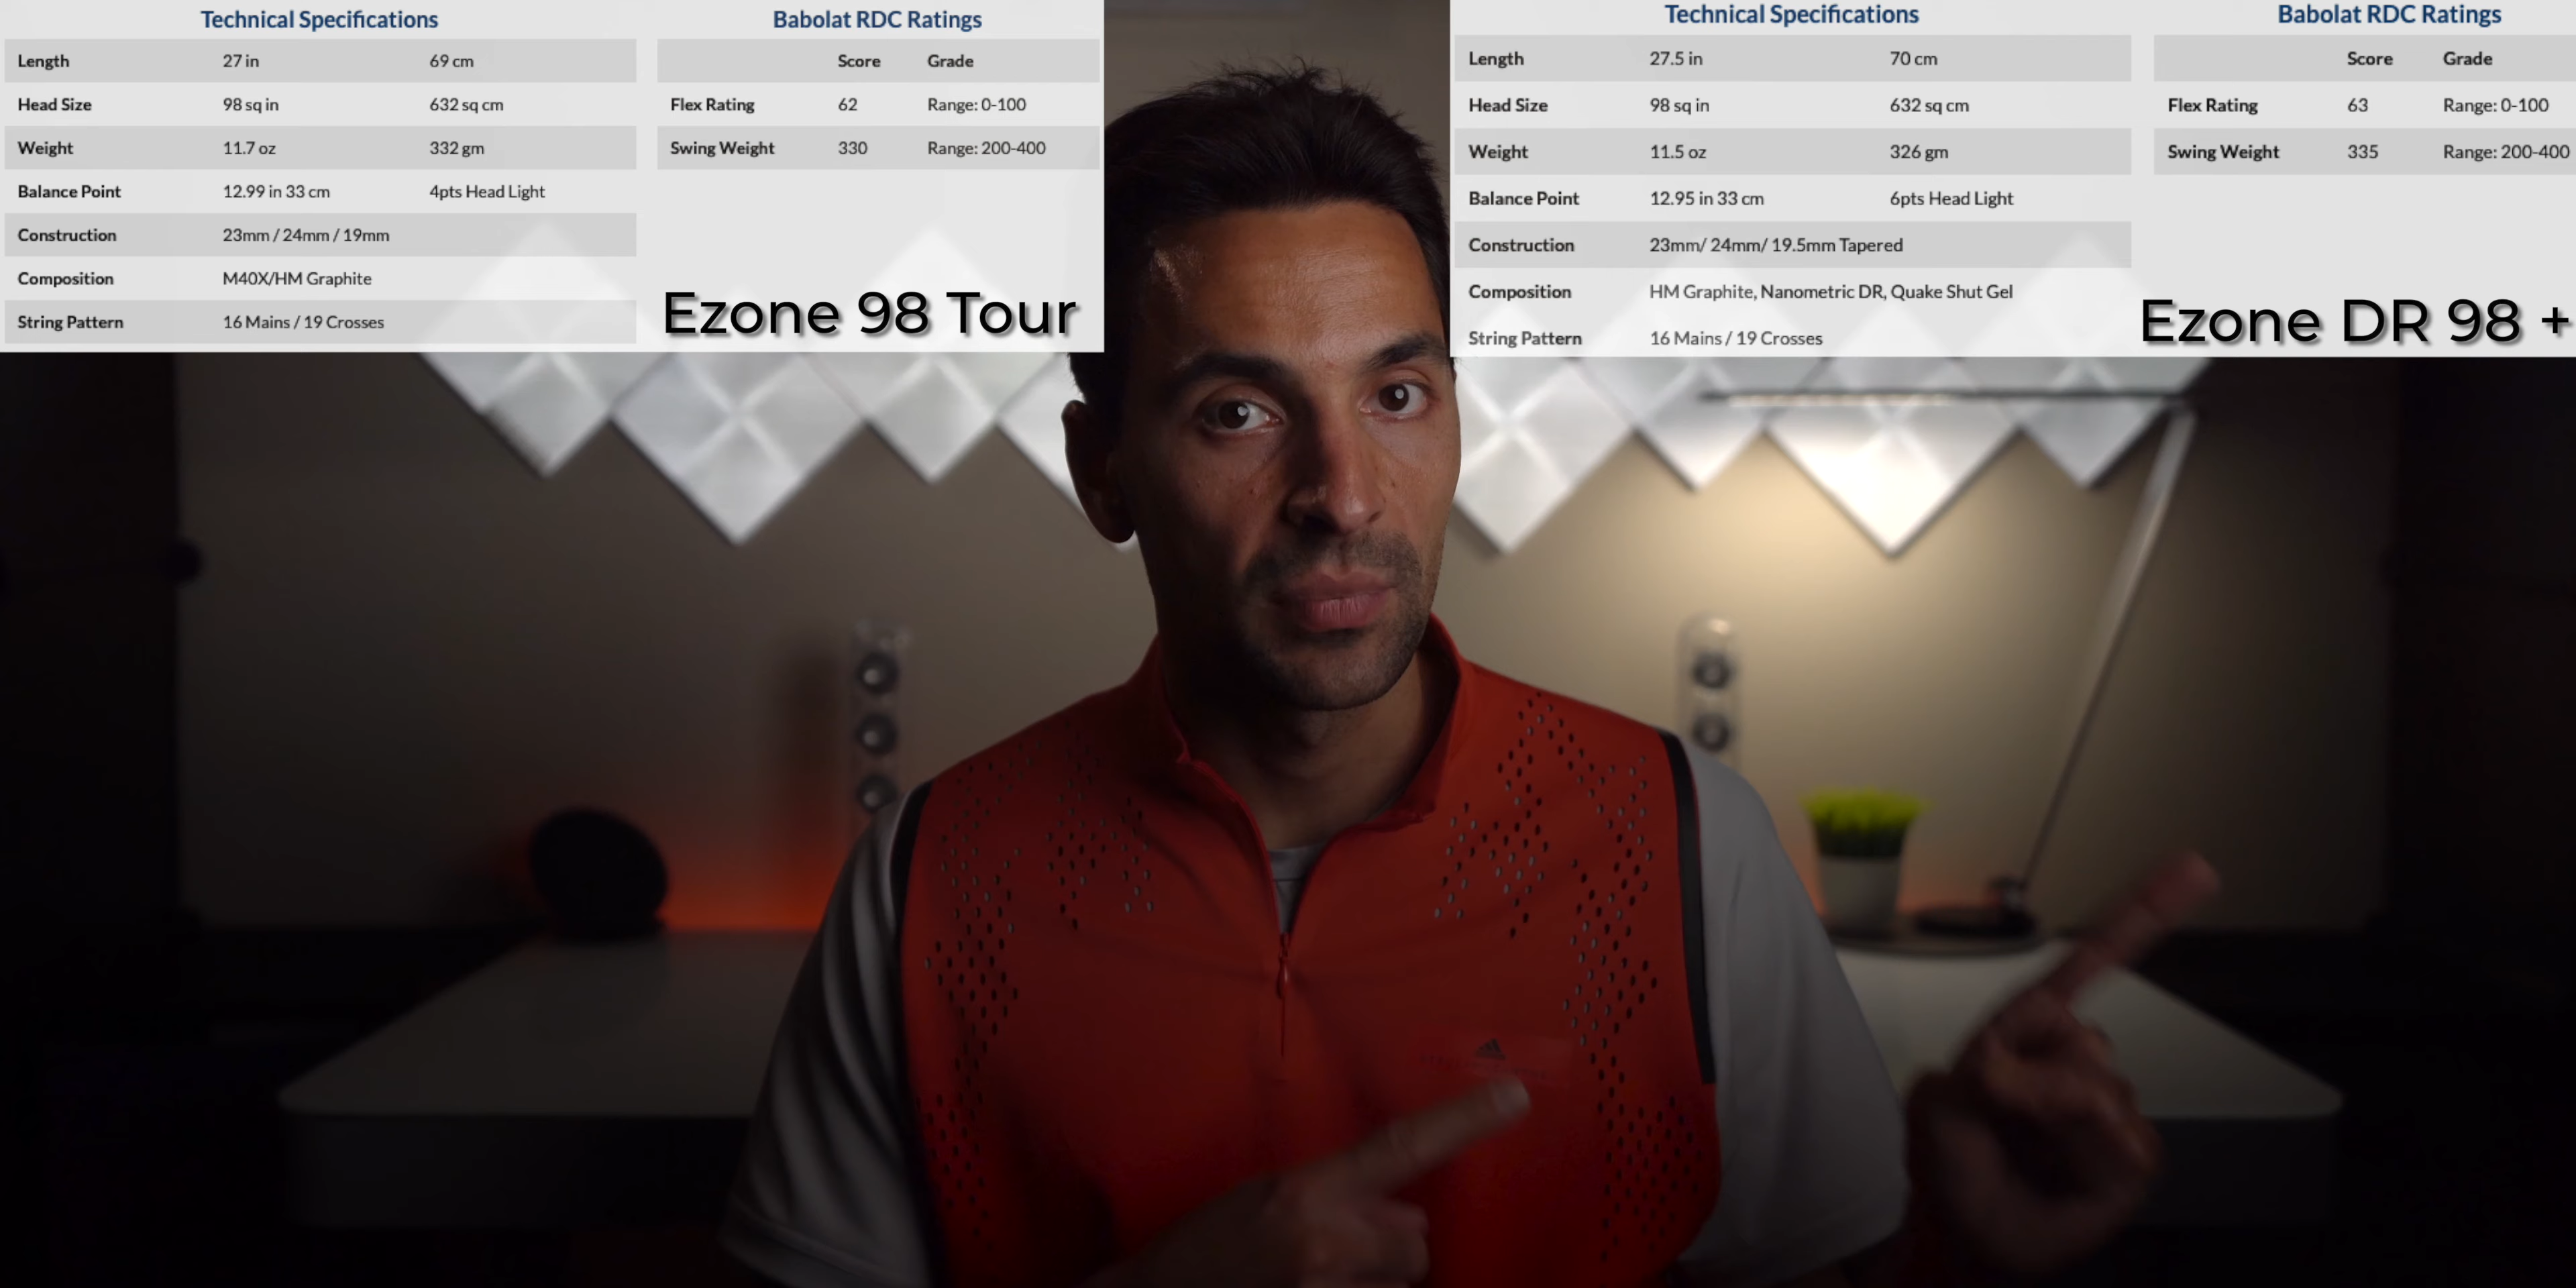 Technical Specifications
Length 27 in 69 cm
Head Size 98 sq in 632 sq cm
Weight 11.7 oz 332 gm
Balance Point 12.99 in 33 cm 4pts Head Light
Construction 23mm / 24mm / 19mm
Composition M40X/HM Graphite
String Pattern 16 Mains / 19 Crosses
Babolat RDC Ratings
Score Grade
Flex Rating 62 Range: 0-100
Swing Weight 330 Range: 200-400
Ezone 98 Tour
Technical Specifications
Length 27.5 in 70 cm
Head Size 98 sq in 632 sq cm
Weight 11.5 oz 326 gm
Balance Point 12.95 in 33 cm 6pts Head Light
Construction 23mm/ 24mm/ 19.5mm Tapered
Composition HM Graphite, Nanometric DR, Quake Shut Gel
String Pattern 16 Mains / 19 Crosses
Babolat RDC Ratings
Score Grade
Flex Rating 63 Range: 0-100
Swing Weight 335 Range: 200-400
Ezone DR 98 +